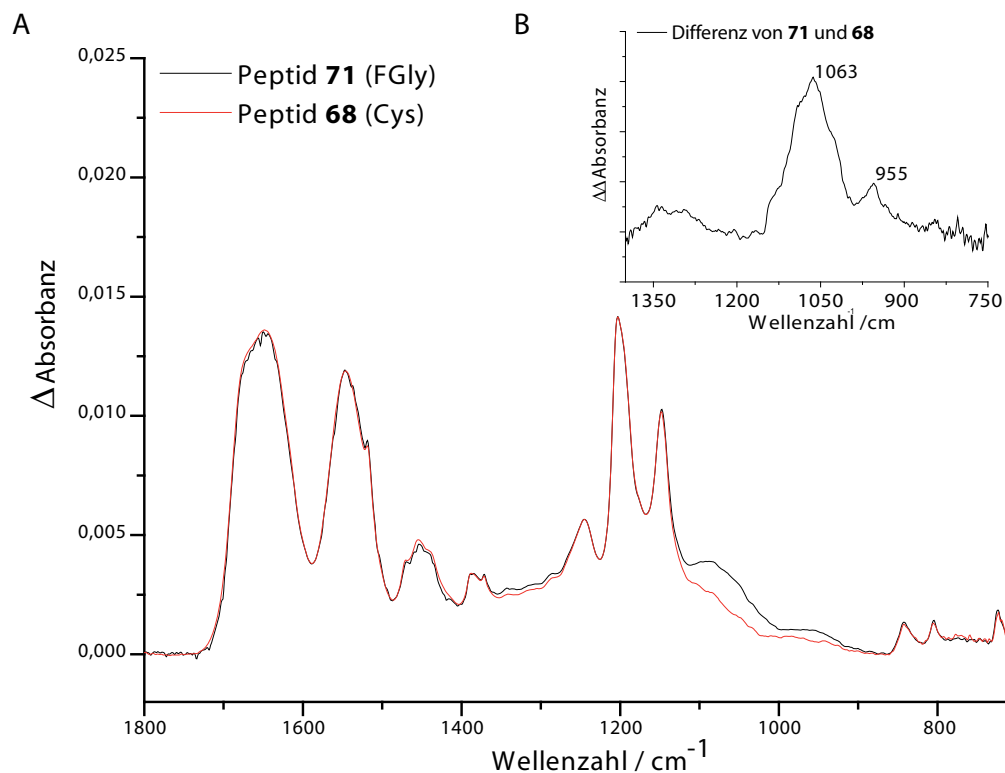 A
Δ Absorbanz
0,025
0,020
0,015
0,010
0,005
0,000
Peptid 71 (FGly)
Peptid 68 (Cys)
1800
1600
1400
1200
1000
800
Wellenzahl / cm-1
B
Differenz von 71 und 68
1063
955
ΔΔAbsorbanz
1350
1200
1050
900
750
Wellenzahl /cm-1